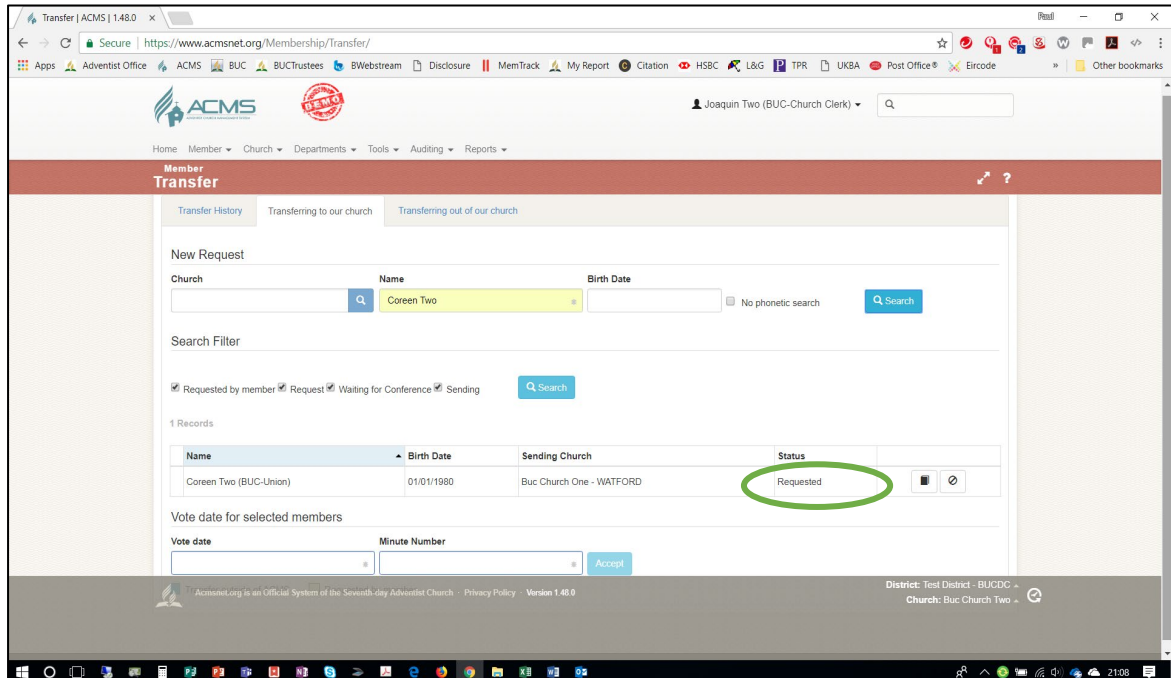 Transfer | ACMS | 1.48.0
Paul
Secure | https://www.acmsnet.org/Membership/Transfer/
Apps Adventist Office ACMS BUC BUCTrustees BWebstream Disclosure MemTrack My Report Citation HSBC L&G TPR UKBA Post Office® Eircode » Other bookmarks
ACMS DEMO Joaquin Two (BUC-Church Clerk)
Home Member Church Departments Tools Auditing Reports
Member
Transfer ?
Transfer History Transferring to our church Transferring out of our church
New Request
Church Name Birth Date
Coreen Two No phonetic search Search
Search Filter
Requested by member Request Waiting for Conference Sending Search
1 Records
Name Birth Date Sending Church Status
Coreen Two (BUC-Union) 01/01/1980 Buc Church One - WATFORD Requested
Vote date for selected members
Vote date Minute Number
Accept
Acmsnet.org is an Official System of the Seventh-day Adventist Church - Privacy Policy - Version 1.48.0
District: Test District - BUCDC
Church: Buc Church Two
21:08